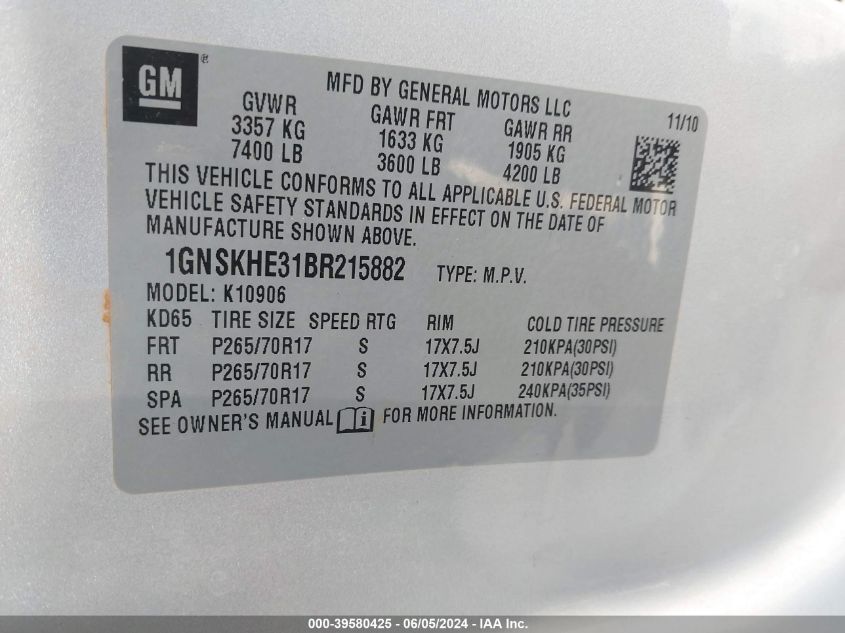 GM®
MFD BY GENERAL MOTORS LLC
11/10
GVWR GAWR FRT GAWR RR
3357 KG 1633 KG 1905 KG
7400 LB 3600 LB 4200 LB
THIS VEHICLE CONFORMS TO ALL APPLICABLE U.S. FEDERAL MOTOR
VEHICLE SAFETY STANDARDS IN EFFECT ON THE DATE OF
MANUFACTURE SHOWN ABOVE.
1GNSKHE31BR215882 TYPE: M.P.V.
MODEL: K10906
KD65 TIRE SIZE SPEED RTG RIM COLD TIRE PRESSURE
FRT P265/70R17 S 17X7.5J 210KPA(30PSI)
RR P265/70R17 S 17X7.5J 210KPA(30PSI)
SPA P265/70R17 S 17X7.5J 240KPA(35PSI)
SEE OWNER'S MANUAL FOR MORE INFORMATION.
000-39580425 - 06/05/2024 - IAA Inc.